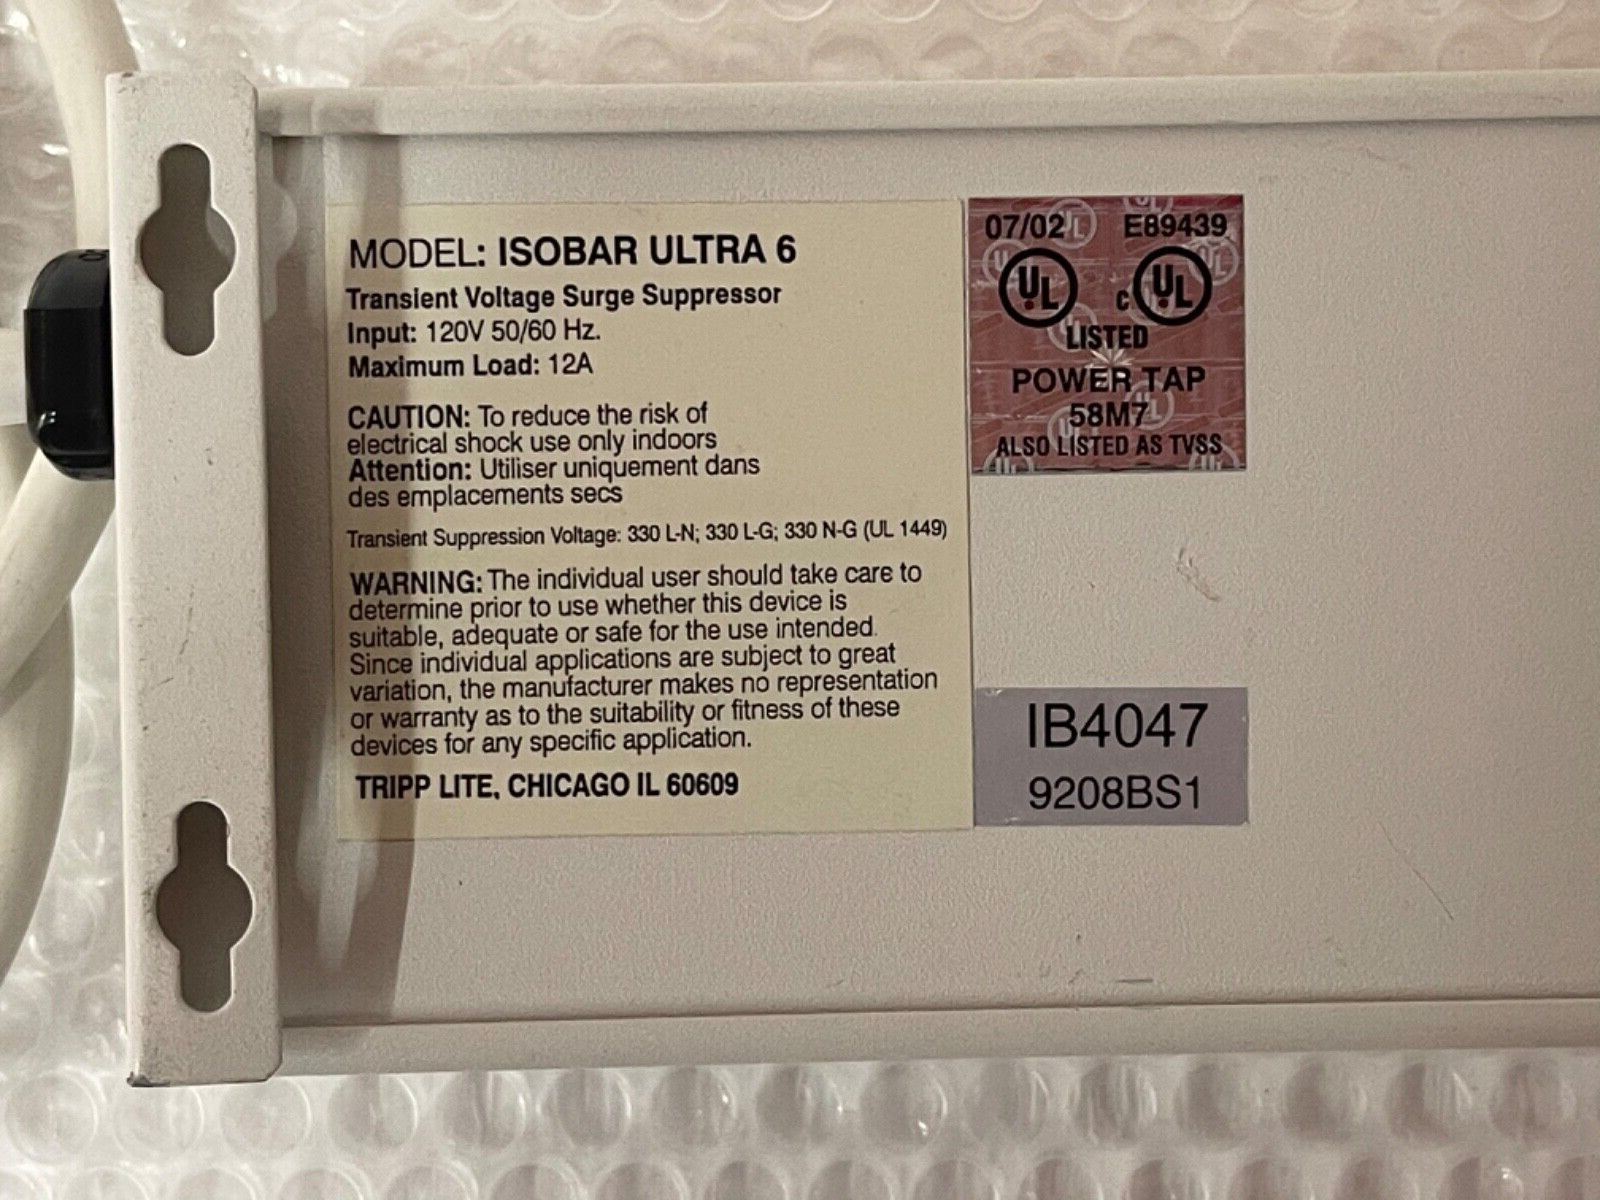 MODEL: ISOBAR ULTRA 6
Transient Voltage Surge Suppressor
Input: 120V 50/60 Hz.
Maximum Load: 12A
CAUTION: To reduce the risk of
electrical shock use only indoors
Attention: Utiliser uniquement dans
des emplacements secs
Transient Suppression Voltage: 330 L-N; 330 L-G; 330 N-G (UL 1449)
WARNING: The individual user should take care to
determine prior to use whether this device is
suitable, adequate or safe for the use intended.
Since individual applications are subject to great
variation, the manufacturer makes no representation
or warranty as to the suitability or fitness of these
devices for any specific application.
TRIPP LITE, CHICAGO IL 60609
07/02 E89439
UL c UL
LISTED
POWER TAP
58M7
ALSO LISTED AS TVSS
IB4047
9208BS1